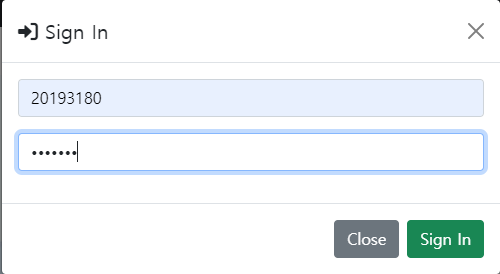 Sign In
20193180
•••••••
Close Sign In